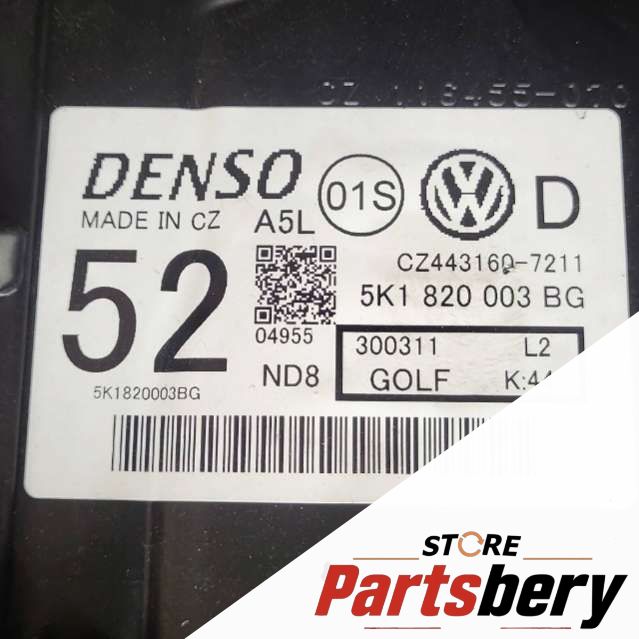 DENSO
01S
D
MADE IN CZ
A5L
52
CZ443160-7211
5K1 820 003 BG
04955
300311 L2
ND8
GOLF
5K1820003BG
STORE
Partsbery